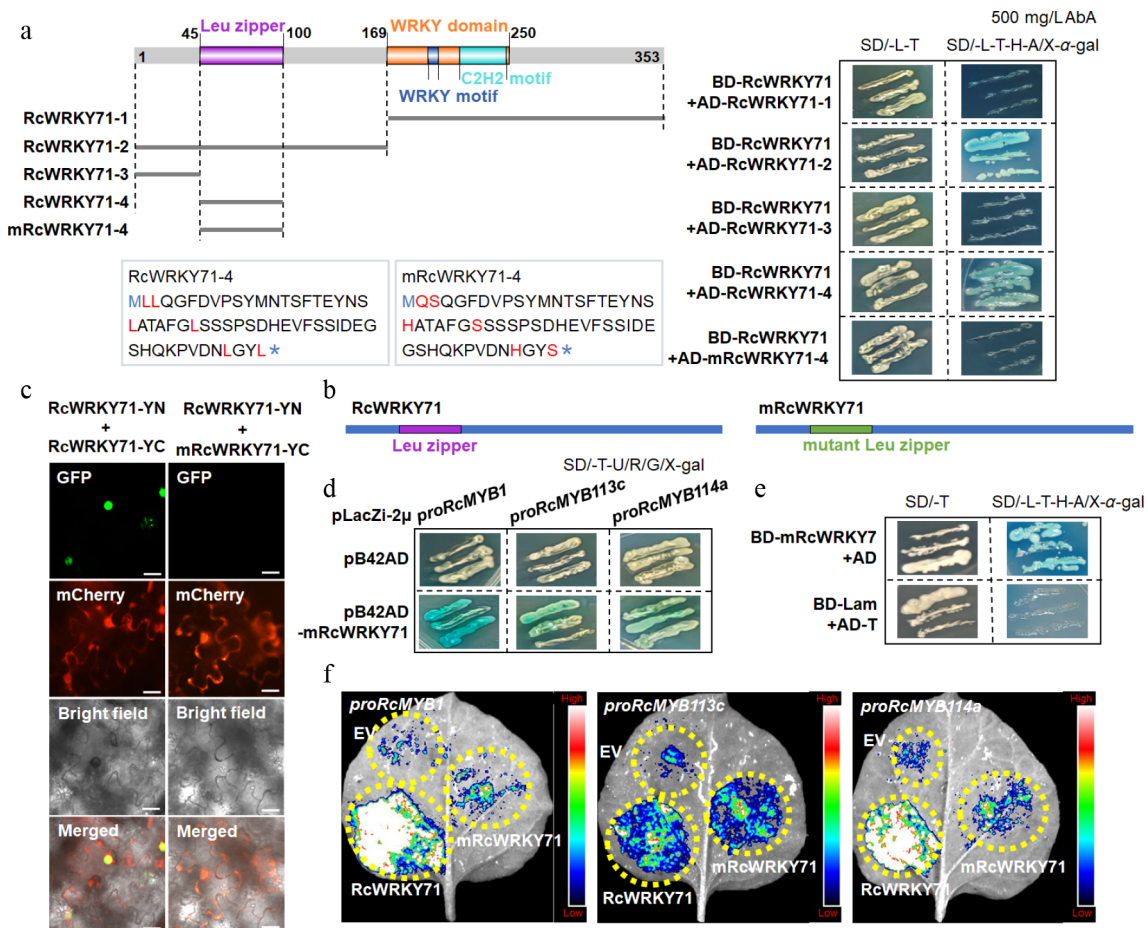 a
Leu zipper
WRKY domain
45
100
169
250
1
353
C2H2 motif
WRKY motif
RcWRKY71-1
RcWRKY71-2
RcWRKY71-3
RcWRKY71-4
mRcWRKY71-4
RcWRKY71-4
MLLQGFDVPSYMNTSFTEYNS
LATAFGLSSSPSDHEVFSSIDEG
SHQKPVDNLGYL*
mRcWRKY71-4
MQSQGFDVPSYMNTSFTEYNS
HATAFGSSSSPSDHEVFSSIDE
GSHQKPVDNHGYS*
500 mg/L AbA
SD/-L-T
SD/-L-T-H-A/X-α-gal
BD-RcWRKY71
+AD-RcWRKY71-1
BD-RcWRKY71
+AD-RcWRKY71-2
BD-RcWRKY71
+AD-RcWRKY71-3
BD-RcWRKY71
+AD-RcWRKY71-4
BD-RcWRKY71
+AD-mRcWRKY71-4
c
RcWRKY71-YN
+
RcWRKY71-YC
RcWRKY71-YN
+
mRcWRKY71-YC
GFP
mCherry
mCherry
Bright field
Bright field
Merged
Merged
b
RcWRKY71
Leu zipper
mRcWRKY71
mutant Leu zipper
d
SD/-T-U/R/G/X-gal
pLacZi-2μ
proRcMYB1
proRcMYB113c
proRcMYB114a
pB42AD
pB42AD
-mRcWRKY71
e
SD/-T
SD/-L-T-H-A/X-α-gal
BD-mRcWRKY7
+AD
BD-Lam
+AD-T
f
proRcMYB1
EV
mRcWRKY71
RcWRKY71
High
Low
proRcMYB113c
EV
mRcWRKY71
RcWRKY71
High
Low
proRcMYB114a
EV
mRcWRKY71
RcWRKY71
High
Low